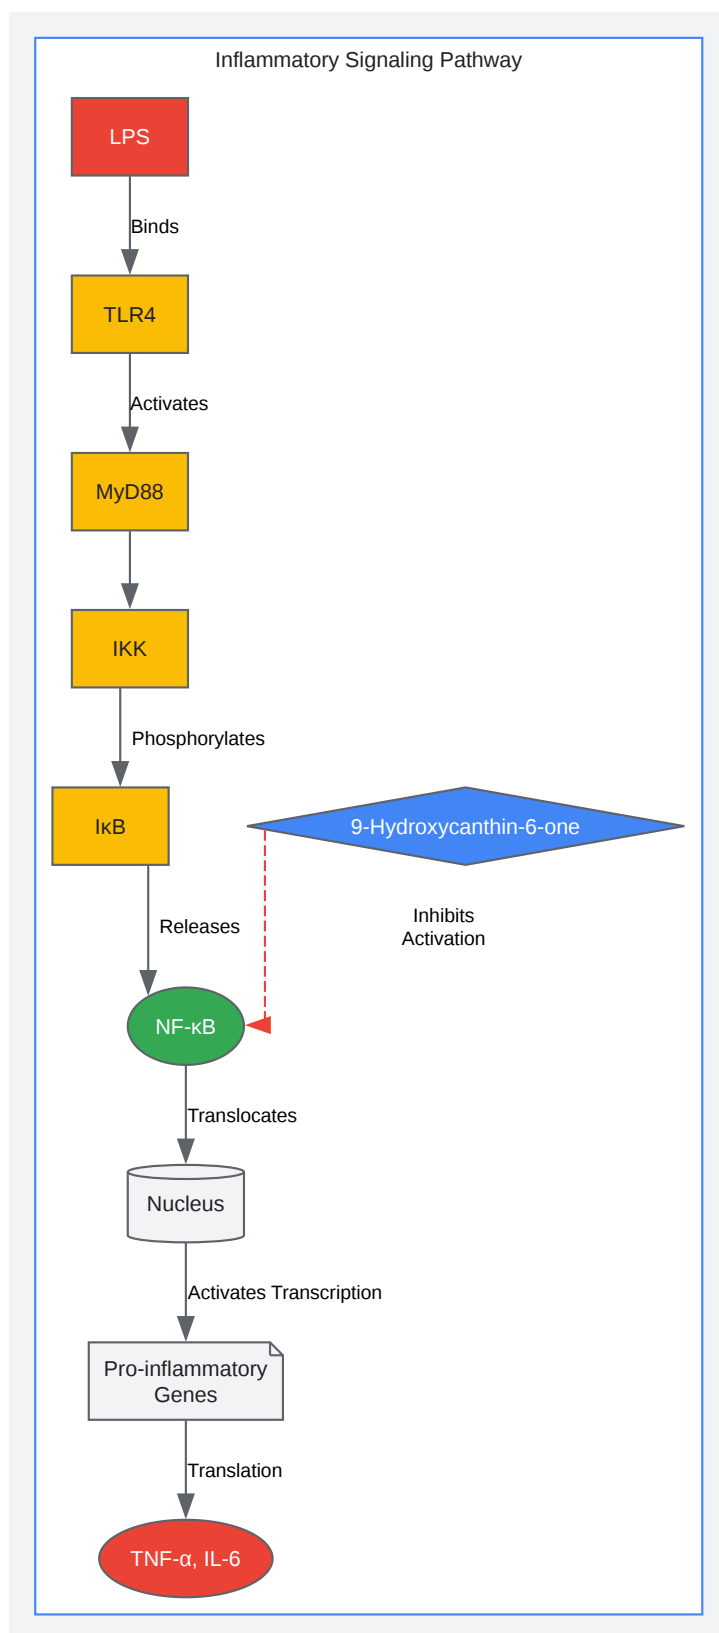 Inflammatory Signaling Pathway
LPS
Binds
TLR4
Activates
MyD88
IKK
Phosphorylates
IκB
9-Hydroxycanthin-6-one
Inhibits
Activation
Releases
NF-κB
Translocates
Nucleus
Activates Transcription
Pro-inflammatory
Genes
Translation
TNF-α, IL-6